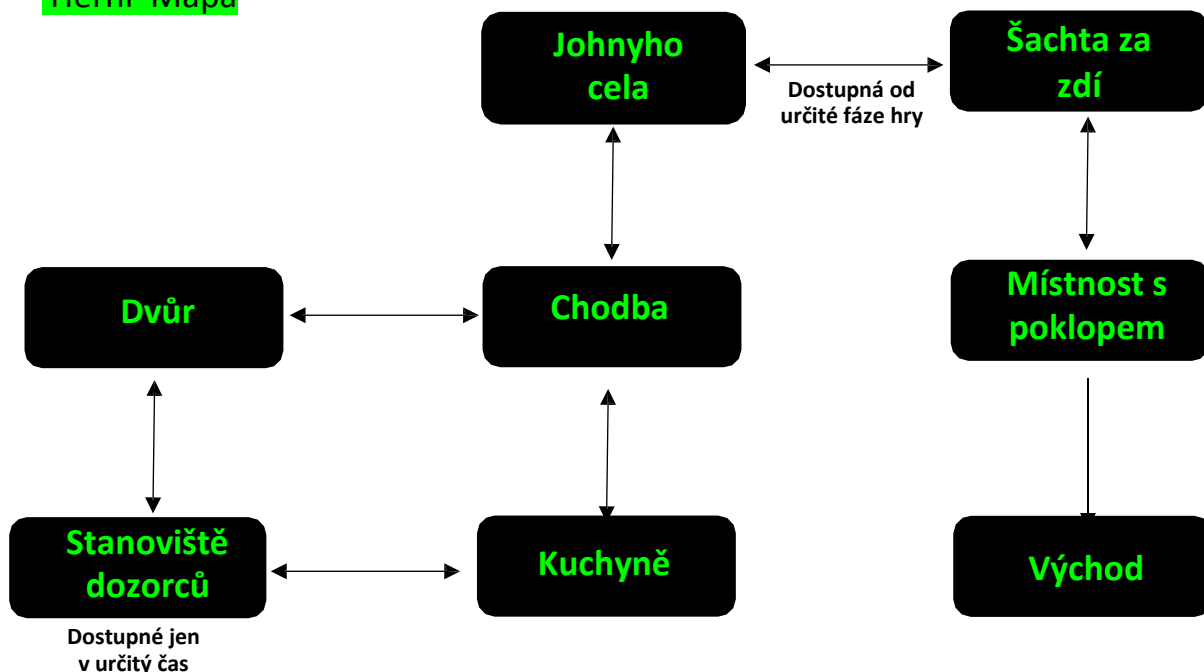 Herní Mapa
Johnyho
cela
Šachta za
zdí
Dostupná od
určité fáze hry
Dvůr
Chodba
Místnost s
poklopem
Stanoviště
dozorců
Kuchyně
Východ
Dostupné jen
v určitý čas